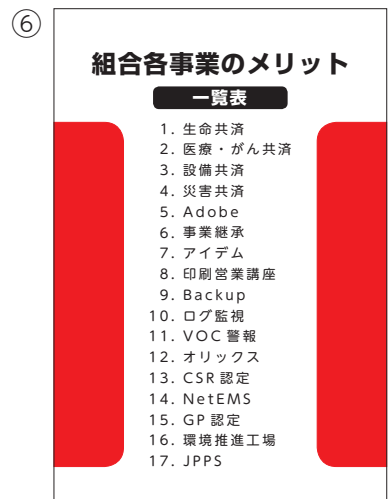 ⑥
組合各事業のメリット
一覧表
1. 生命共済
2. 医療・がん共済
3. 設備共済
4. 災害共済
5. Adobe
6. 事業継承
7. アイデム
8. 印刷営業講座
9. Backup
10. ログ監視
11. VOC 警報
12. オリックス
13. CSR 認定
14. NetEMS
15. GP 認定
16. 環境推進工場
17. JPPS